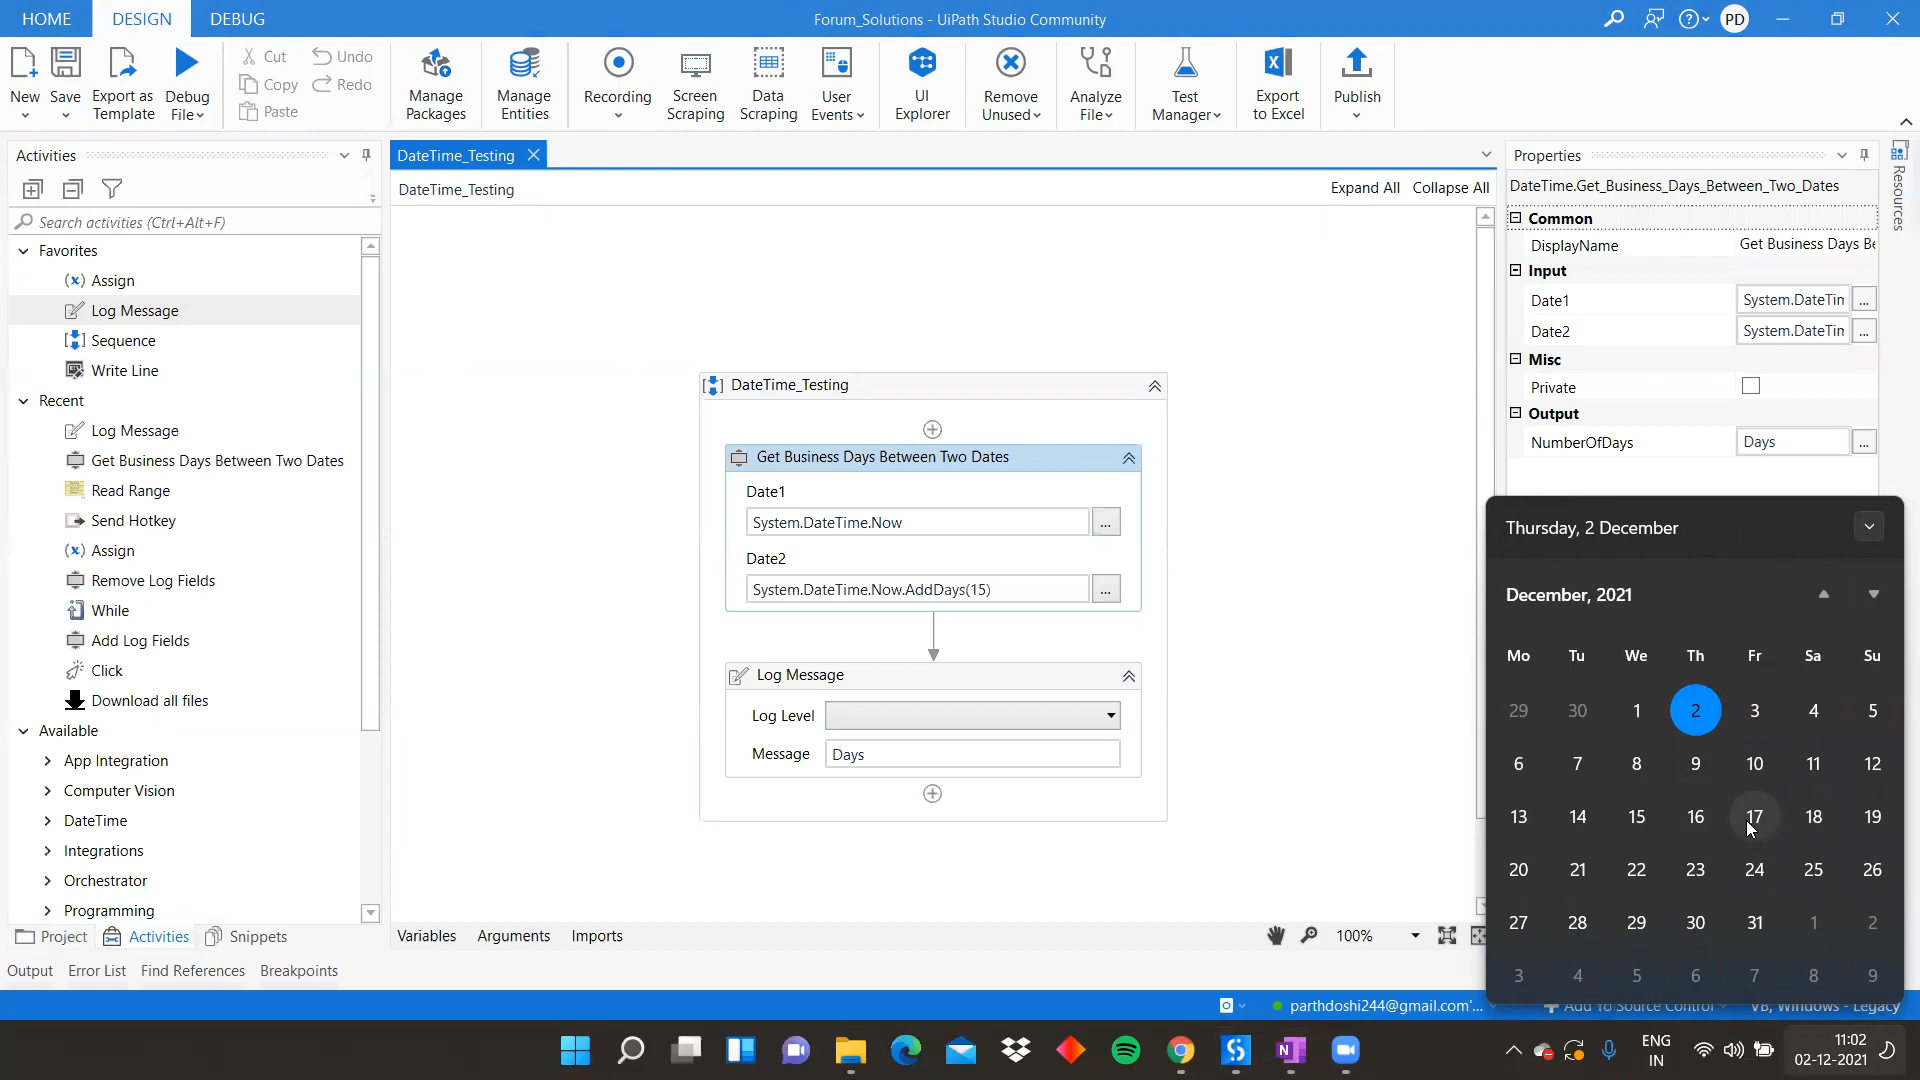 HOME DESIGN DEBUG
Forum_Solutions - UiPath Studio Community
PD
New
Save
Export as Template
Debug File
Cut
Copy
Paste
Undo
Redo
Manage Packages
Manage Entities
Recording
Screen Scraping
Data Scraping
User Events
UI Explorer
Remove Unused
Analyze File
Test Manager
Export to Excel
Publish
Activities
Search activities (Ctrl+Alt+F)
Favorites
Assign
Log Message
Sequence
Write Line
Recent
Log Message
Get Business Days Between Two Dates
Read Range
Send Hotkey
Assign
Remove Log Fields
While
Add Log Fields
Click
Download all files
Available
App Integration
Computer Vision
DateTime
Integrations
Orchestrator
Programming
Project Activities Snippets
Output Error List Find References Breakpoints
DateTime_Testing
DateTime_Testing
Expand All Collapse All
DateTime_Testing
Get Business Days Between Two Dates
Date1
System.DateTime.Now
...
Date2
System.DateTime.Now.AddDays(15)
...
Log Message
Log Level
Message Days
Variables Arguments Imports
100%
Properties
Resources
DateTime.Get_Business_Days_Between_Two_Dates
Common
DisplayName Get Business Days Be
Input
Date1 System.DateTin ...
Date2 System.DateTin ...
Misc
Private
Output
NumberOfDays Days ...
Thursday, 2 December
December, 2021
Mo Tu We Th Fr Sa Su
29 30 1 2 3 4 5
6 7 8 9 10 11 12
13 14 15 16 17 18 19
20 21 22 23 24 25 26
27 28 29 30 31 1 2
3 4 5 6 7 8 9
parthdoshi244@gmail.com'...
Add To Source Control
VB, Windows - Legacy
ENG
IN
11:02
02-12-2021